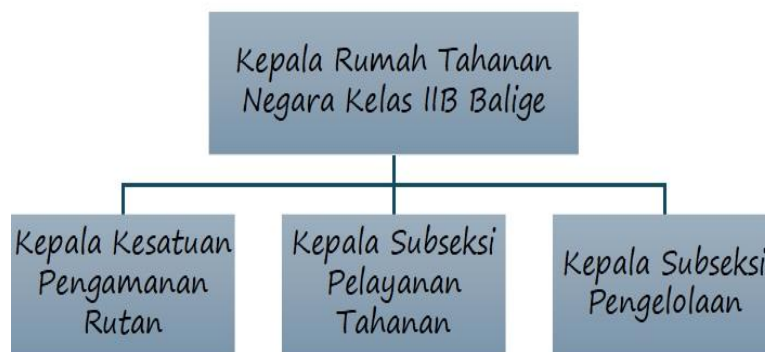 Kepala Rumah Tahanan
Negara Kelas IIB Balige
Kepala Kesatuan
Pengamanan
Rutan
Kepala Subseksi
Pelayanan
Tahanan
Kepala Subseksi
Pengelolaan